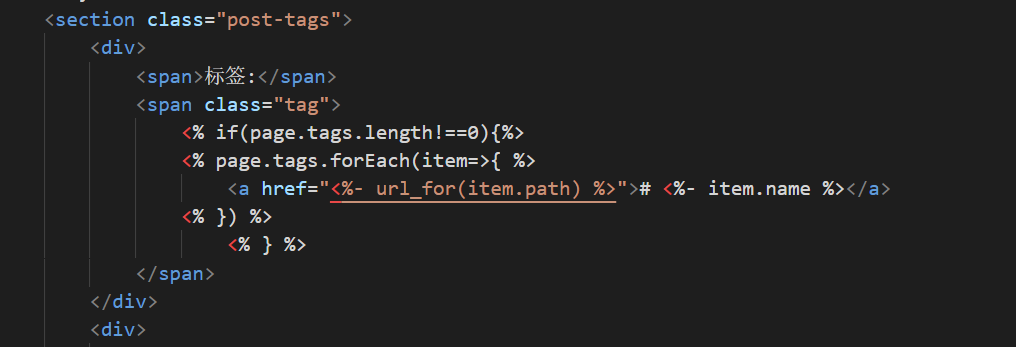 <section class="post-tags">
<div>
<span>标签:</span>
<span class="tag">
<% if(page.tags.length!==0){%>
<% page.tags.forEach(item=>{ %>
<a href="<%- url_for(item.path) %>"># <%- item.name %></a>
<% }) %>
<% } %>
</span>
</div>
<div>